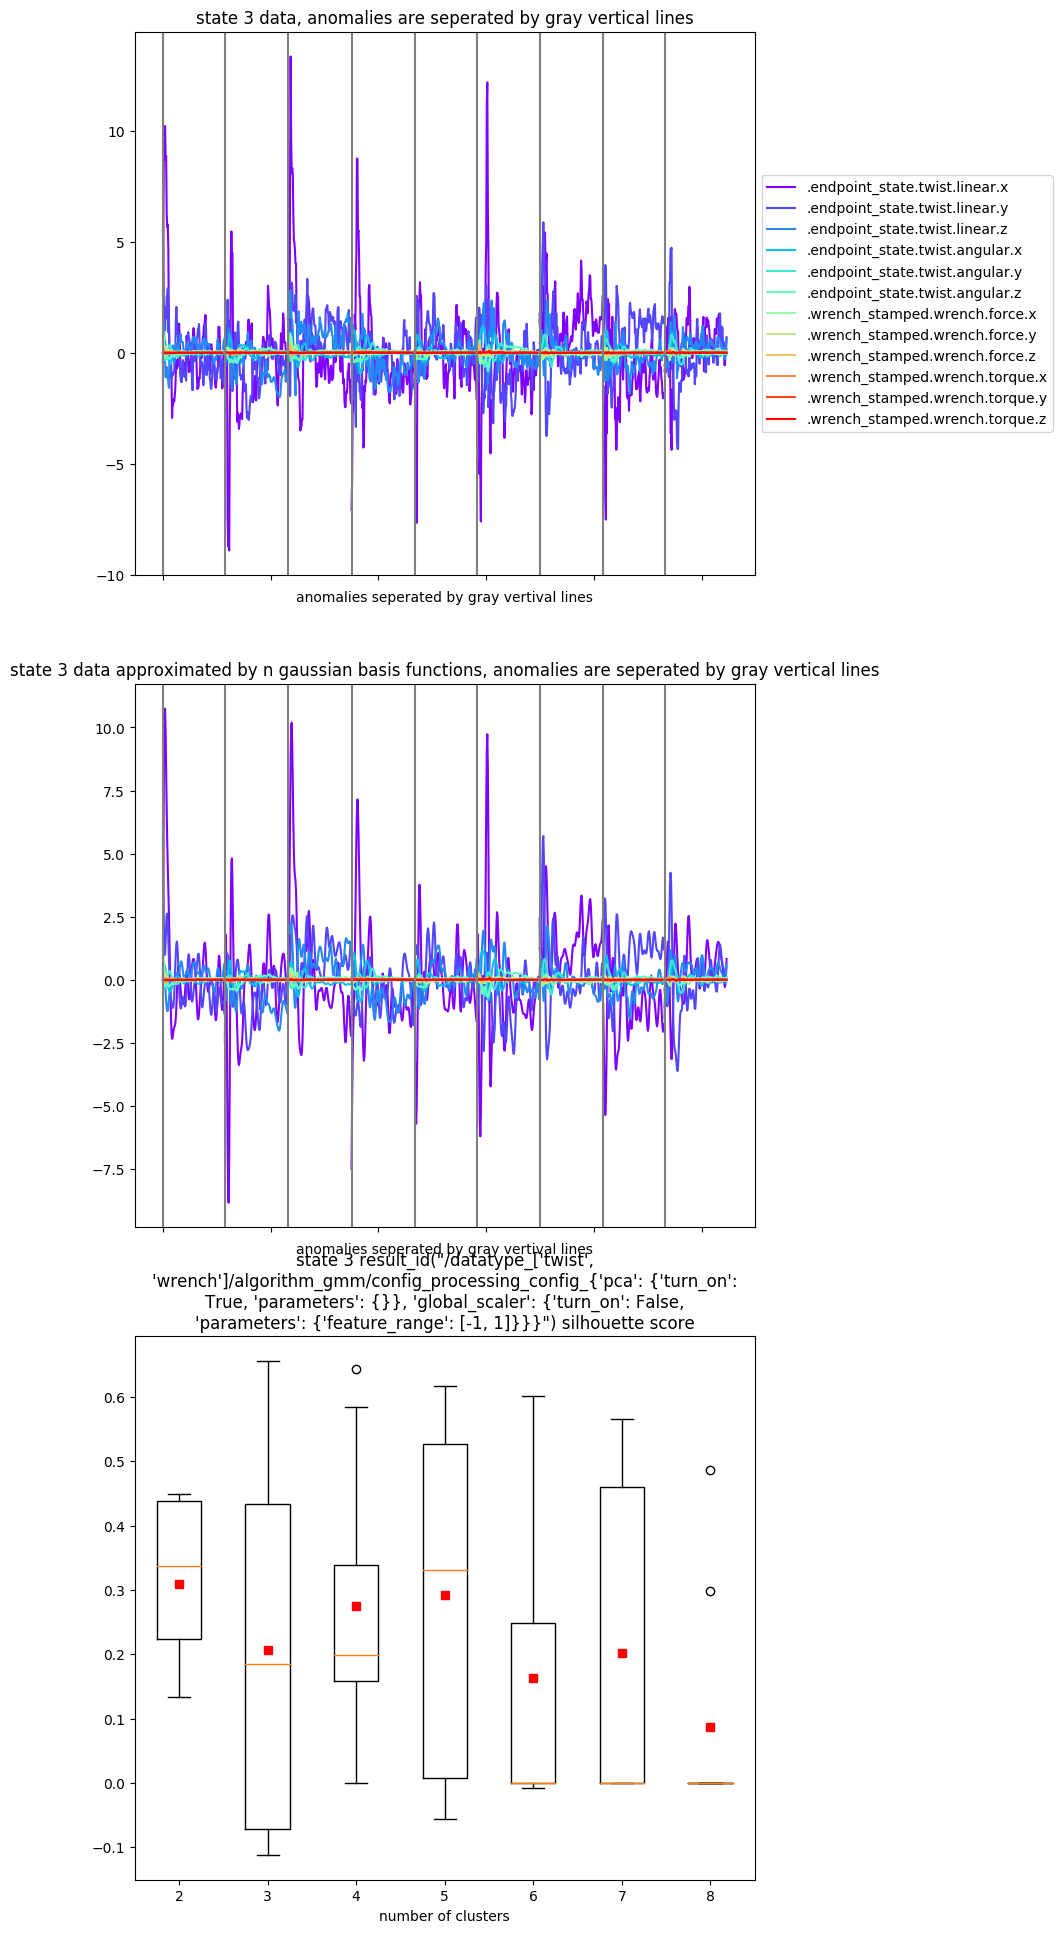 state 3 data, anomalies are seperated by gray vertical lines
10
5
0
−5
−10
.endpoint_state.twist.linear.x
.endpoint_state.twist.linear.y
.endpoint_state.twist.linear.z
.endpoint_state.twist.angular.x
.endpoint_state.twist.angular.y
.endpoint_state.twist.angular.z
.wrench_stamped.wrench.force.x
.wrench_stamped.wrench.force.y
.wrench_stamped.wrench.force.z
.wrench_stamped.wrench.torque.x
.wrench_stamped.wrench.torque.y
.wrench_stamped.wrench.torque.z
anomalies seperated by gray vertival lines
state 3 data approximated by n gaussian basis functions, anomalies are seperated by gray vertical lines
10.0
7.5
5.0
2.5
0.0
−2.5
−5.0
−7.5
anomalies seperated by gray vertival lines
state 3 result_id("/datatype_['twist',
'wrench']/algorithm_gmm/config_processing_config_{'pca': {'turn_on':
True, 'parameters': {}}, 'global_scaler': {'turn_on': False,
'parameters': {'feature_range': [-1, 1]}}}") silhouette score
0.6
0.5
0.4
0.3
0.2
0.1
0.0
−0.1
2 3 4 5 6 7 8
number of clusters